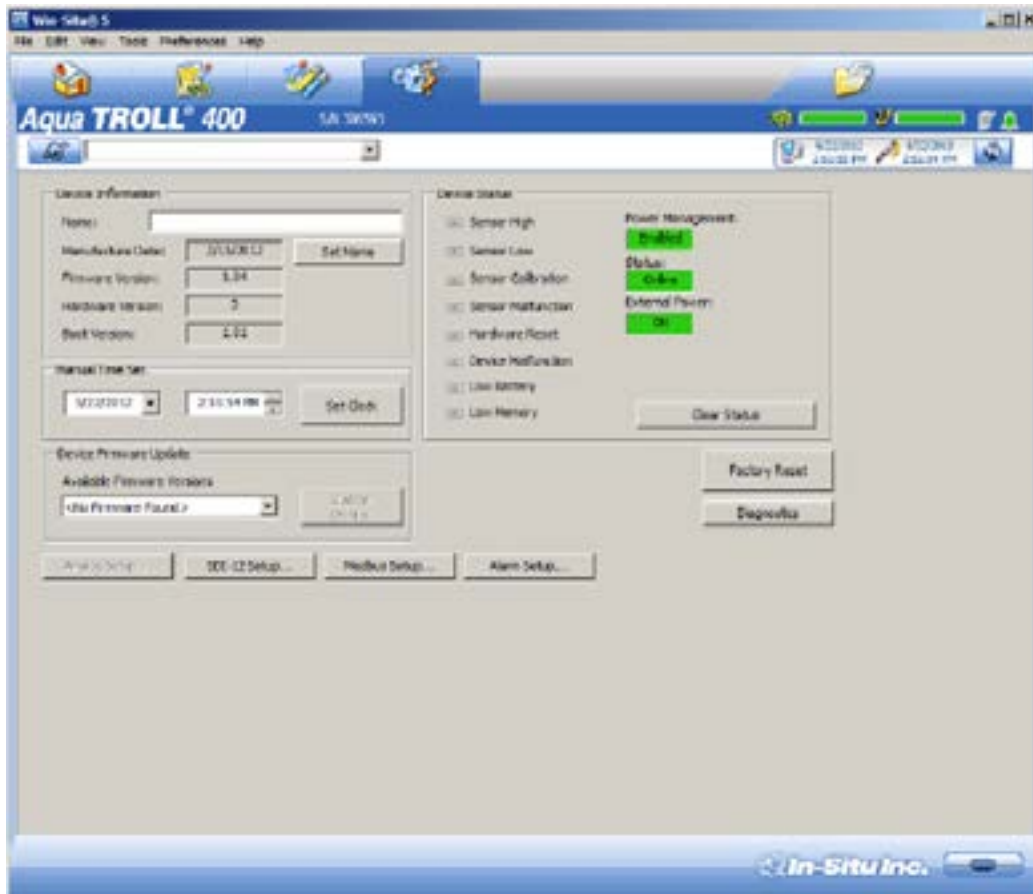 Win-Situ® 5
File Edit View Tools Preferences Help
Aqua TROLL® 400
S/N
Device Information
Name:
Manufacture Date:
Set Name
Firmware Version:
Hardware Version:
Boot Version:
Device Status
Sensor High
Sensor Low
Sensor Calibration
Sensor Malfunction
Hardware Reset
Device Malfunction
Low Battery
Low Memory
Power Management:
Enabled
Status:
Online
External Power:
ON
Clear Status
Manual Time Set
Set Clock
Device Firmware Update
Available Firmware Versions
<No Firmware Found>
Factory Reset
Diagnostics
SDI-12 Setup...
Modbus Setup...
Alarm Setup...
In-Situ Inc.